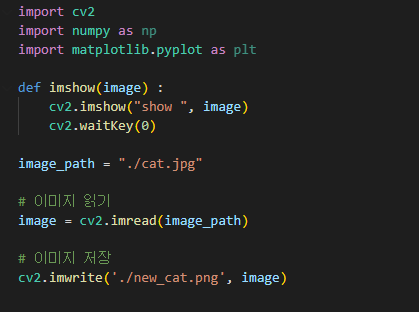 import cv2
import numpy as np
import matplotlib.pyplot as plt
def imshow(image) :
cv2.imshow("show ", image)
cv2.waitKey(0)
image_path = "./cat.jpg"
# 이미지 읽기
image = cv2.imread(image_path)
# 이미지 저장
cv2.imwrite('./new_cat.png', image)